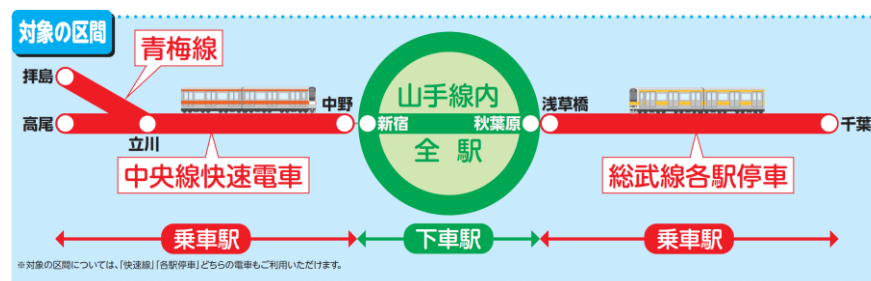 対象の区間
青梅線
拝島
中野
山手線内
浅草橋
高尾
新宿
秋葉原
千葉
立川
全駅
中央線快速電車
総武線各駅停車
乗車駅
下車駅
乗車駅
※対象の区間については、「快速線」「各駅停車」どちらの電車もご利用いただけます。